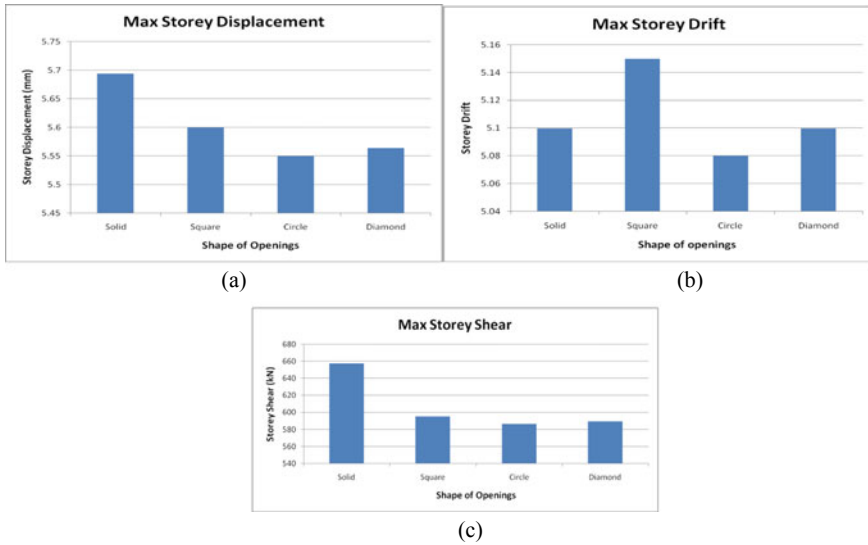 Max Storey Displacement
Storey Displacement (mm)
5.75
5.7
5.65
5.6
5.55
5.5
5.45
Solid Square Circle Diamond
Shape of Openings
(a)
Max Storey Drift
Storey Drift
5.16
5.14
5.12
5.10
5.08
5.06
5.04
Solid Square Circle Diamond
Shape of openings
(b)
Max Storey Shear
Storey Shear (kN)
680
660
640
620
600
580
560
540
Solid Square Circle Diamond
Shape of Openings
(c)